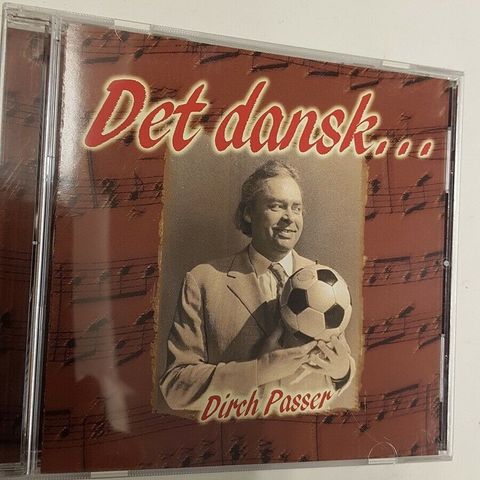 Det dansk...
Dirch Passer